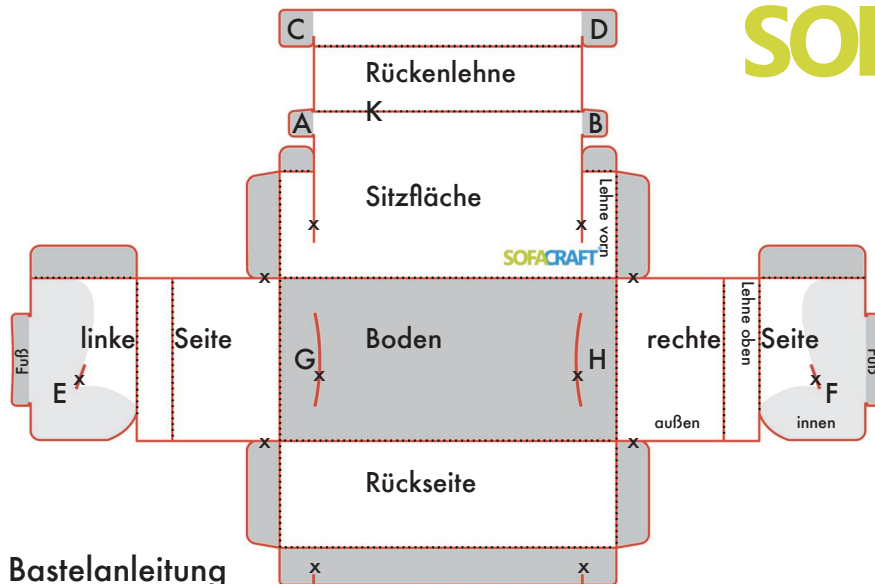 SOF
C D
Rückenlehne
K
A B
Sitzfläche
Lehne vorn
x x
SOFACRAFT
x x
Fuß
linke Seite
Boden
rechte Seite
Lehne oben
Fuß
G H
x x x x
E F
außen
innen
x x
Rückseite
Bastelanleitung
x x